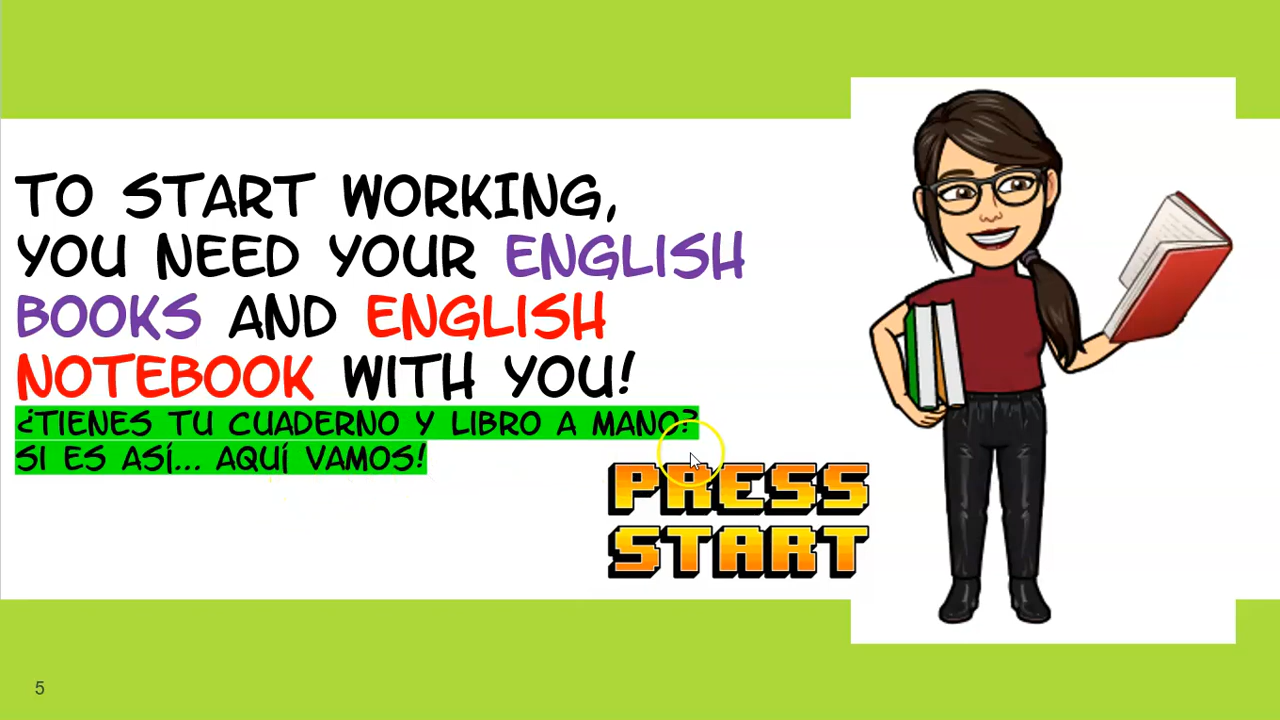 TO START WORKING,
YOU NEED YOUR ENGLISH
BOOKS AND ENGLISH
NOTEBOOK WITH YOU!
¿TIENES TU CUADERNO Y LIBRO A MANO?
SI ES ASÍ... AQUÍ VAMOS!
PRESS
START
5